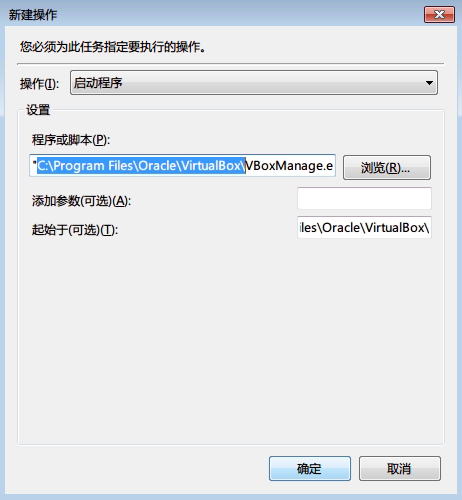 新建操作
您必须为此任务指定要执行的操作。
操作(I): 启动程序
设置
程序或脚本(P):
"C:\Program Files\Oracle\VirtualBox\VBoxManage.e 浏览(R)...
添加参数(可选)(A):
起始于(可选)(T): iles\Oracle\VirtualBox\
确定 取消